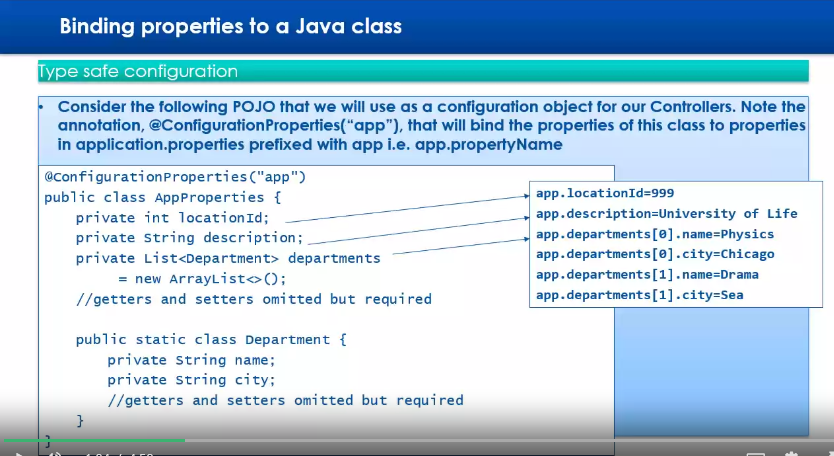 Binding properties to a Java class
Type safe configuration
• Consider the following POJO that we will use as a configuration object for our Controllers. Note the
annotation, @ConfigurationProperties(“app”), that will bind the properties of this class to properties
in application.properties prefixed with app i.e. app.propertyName
@ConfigurationProperties("app")
public class AppProperties {
private int locationId;
private String description;
private List<Department> departments
= new ArrayList<>();
//getters and setters omitted but required
public static class Department {
private String name;
private String city;
//getters and setters omitted but required
}
}
app.locationId=999
app.description=University of Life
app.departments[0].name=Physics
app.departments[0].city=Chicago
app.departments[1].name=Drama
app.departments[1].city=Sea